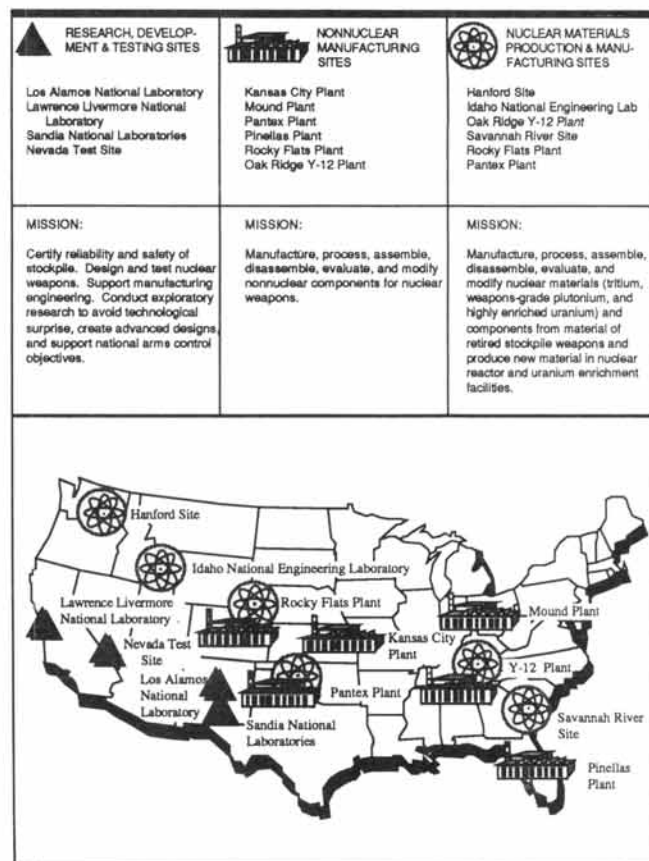 RESEARCH, DEVELOP-
MENT & TESTING SITES
Los Alamos National Laboratory
Lawrence Livermore National
Laboratory
Sandia National Laboratories
Nevada Test Site
NONNUCLEAR
MANUFACTURING
SITES
Kansas City Plant
Mound Plant
Pantex Plant
Pinellas Plant
Rocky Flats Plant
Oak Ridge Y-12 Plant
NUCLEAR MATERIALS
PRODUCTION & MANU-
FACTURING SITES
Hanford Site
Idaho National Engineering Lab
Oak Ridge Y-12 Plant
Savannah River Site
Rocky Flats Plant
Pantex Plant
MISSION:
Certify reliability and safety of
stockpile. Design and test nuclear
weapons. Support manufacturing
engineering. Conduct exploratory
research to avoid technological
surprise, create advanced designs,
and support national arms control
objectives.
MISSION:
Manufacture, process, assemble,
disassemble, evaluate, and modify
nonnuclear components for nuclear
weapons.
MISSION:
Manufacture, process, assemble,
disassemble, evaluate, and
modify nuclear materials (tritium,
weapons-grade plutonium, and
highly enriched uranium) and
components from material of
retired stockpile weapons and
produce new material in nuclear
reactor and uranium enrichment
facilities.
Hanford Site
Idaho National Engineering Laboratory
Lawrence Livermore
National Laboratory
Rocky Flats Plant
Mound Plant
Nevada Test
Site
Kansas City
Plant
Y-12 Plant
Los Alamos
National
Laboratory
Pantex Plant
Sandia National
Laboratories
Savannah River
Site
Pinellas
Plant